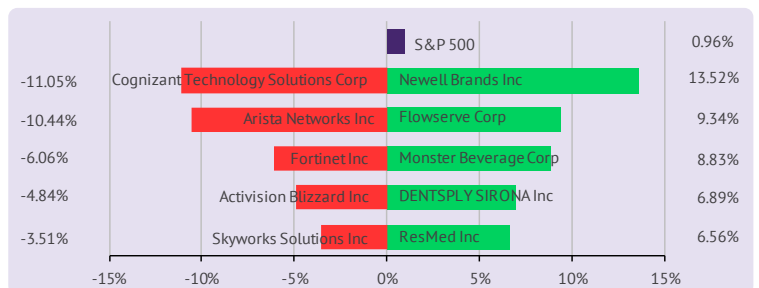 S&P 500 0.96%
-11.05% Cognizant Technology Solutions Corp Newell Brands Inc 13.52%
-10.44% Arista Networks Inc Flowserve Corp 9.34%
-6.06% Fortinet Inc Monster Beverage Corp 8.83%
-4.84% Activision Blizzard Inc DENTSPLY SIRONA Inc 6.89%
-3.51% Skyworks Solutions Inc ResMed Inc 6.56%
-15% -10% -5% 0% 5% 10% 15%